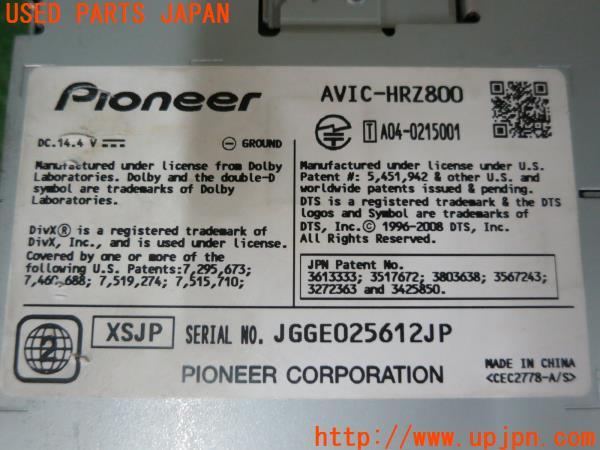 USED PARTS JAPAN
Pioneer
AVIC-HRZ800
DC.14.4 V
GROUND
T A04-0215001
Manufactured under license from Dolby
Laboratories. Dolby and the double-D
symbol are trademarks of Dolby
Laboratories.
DivX® is a registered trademark of
DivX, Inc., and is used under license.
Covered by one or more of the
following U.S. Patents:7,295,673;
7,460,688; 7,519,274; 7,515,710;
Manufactured under license under U.S.
Patent #: 5,451,942 & other U.S. and
worldwide patents issued & pending.
DTS is a registered trademark & the DTS
logos and Symbol are trademarks of
DTS, Inc.© 1996-2008 DTS, Inc.
All Rights Reserved.
JPN Patent No.
3613333; 3517672; 3803638; 3567243;
3272363 and 3425850.
2
XSJP SERIAL NO. JGGE025612JP
PIONEER CORPORATION
MADE IN CHINA
<CEC2778-A/S>
http://www.upjpn.com/